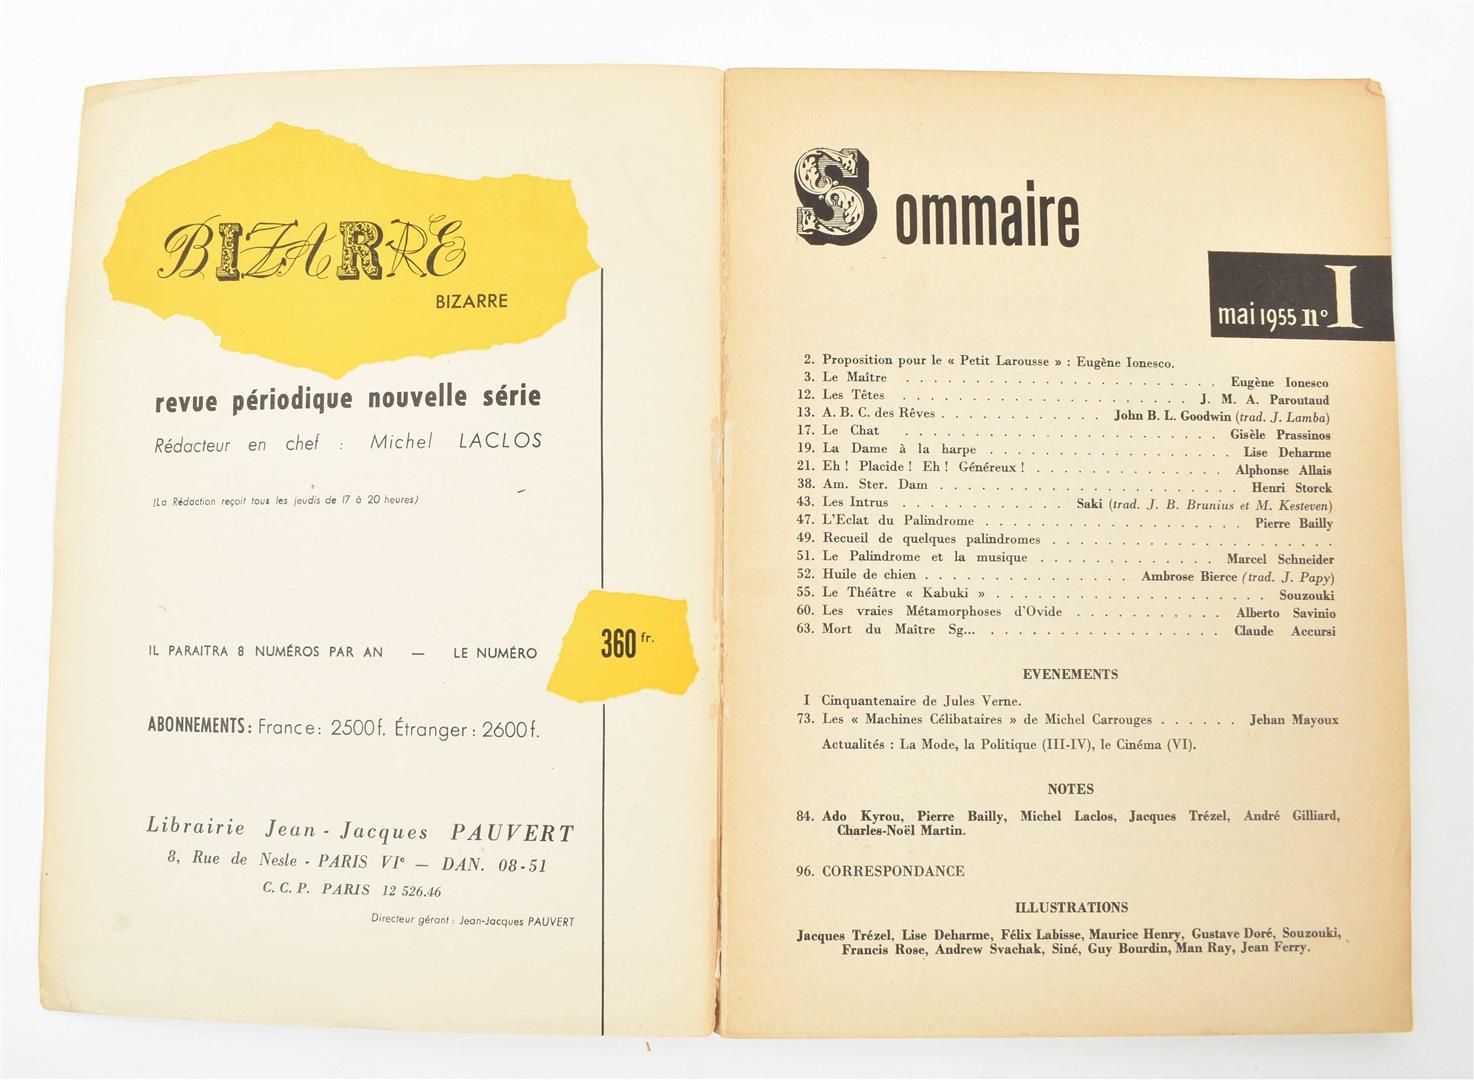 BIZARRE
BIZARRE
revue périodique nouvelle série
Rédacteur en chef : Michel LACLOS
(La Rédaction reçoit tous les jeudis de 17 à 20 heures)
IL PARAITRA 8 NUMÉROS PAR AN — LE NUMÉRO 360 fr.
ABONNEMENTS: France: 2500f. Étranger: 2600f.
Librairie Jean-Jacques PAUVERT
8, Rue de Nesle - PARIS VIe — DAN. 08-51
C. C. P. PARIS 12 526.46
Directeur gérant : Jean-Jacques PAUVERT
Sommaire
mai 1955 n° I
2. Proposition pour le « Petit Larousse » : Eugène Ionesco.
3. Le Maître . . . . . . . . . . . . . . . . . . . . . . . . Eugène Ionesco
12. Les Têtes . . . . . . . . . . . . . . . . . . . . . . J. M. A. Paroutaud
13. A. B. C. des Rêves . . . . . . . . . . . . John B. L. Goodwin (trad. J. Lamba)
17. Le Chat . . . . . . . . . . . . . . . . . . . . . . . . Gisèle Prassinos
19. La Dame à la harpe . . . . . . . . . . . . . . . . . . Lise Deharme
21. Eh ! Placide ! Eh ! Généreux ! . . . . . . . . . . . . . . Alphonse Allais
38. Am. Ster. Dam . . . . . . . . . . . . . . . . . . . . . . Henri Storck
43. Les Intrus . . . . . . . . . . . . Saki (trad. J. B. Brunius et M. Kesteven)
47. L'Eclat du Palindrome . . . . . . . . . . . . . . . . . . . Pierre Bailly
49. Recueil de quelques palindromes . . . . . . . . . . . . . . . . . . . . .
51. Le Palindrome et la musique . . . . . . . . . . . . . Marcel Schneider
52. Huile de chien . . . . . . . . . . . . . . . Ambrose Bierce (trad. J. Papy)
55. Le Théâtre « Kabuki » . . . . . . . . . . . . . . . . . . . . Souzouki
60. Les vraies Métamorphoses d'Ovide . . . . . . . . . . . Alberto Savinio
63. Mort du Maître Sg... . . . . . . . . . . . . . . . . . . . Claude Accursi
EVENEMENTS
I Cinquantenaire de Jules Verne.
73. Les « Machines Célibataires » de Michel Carrouges . . . . . . Jehan Mayoux
Actualités : La Mode, la Politique (III-IV), le Cinéma (VI).
NOTES
84. Ado Kyrou, Pierre Bailly, Michel Laclos, Jacques Trézel, André Gilliard,
Charles-Noël Martin.
96. CORRESPONDANCE
ILLUSTRATIONS
Jacques Trézel, Lise Deharme, Félix Labisse, Maurice Henry, Gustave Doré, Souzouki,
Francis Rose, Andrew Svachak, Siné, Guy Bourdin, Man Ray, Jean Ferry.